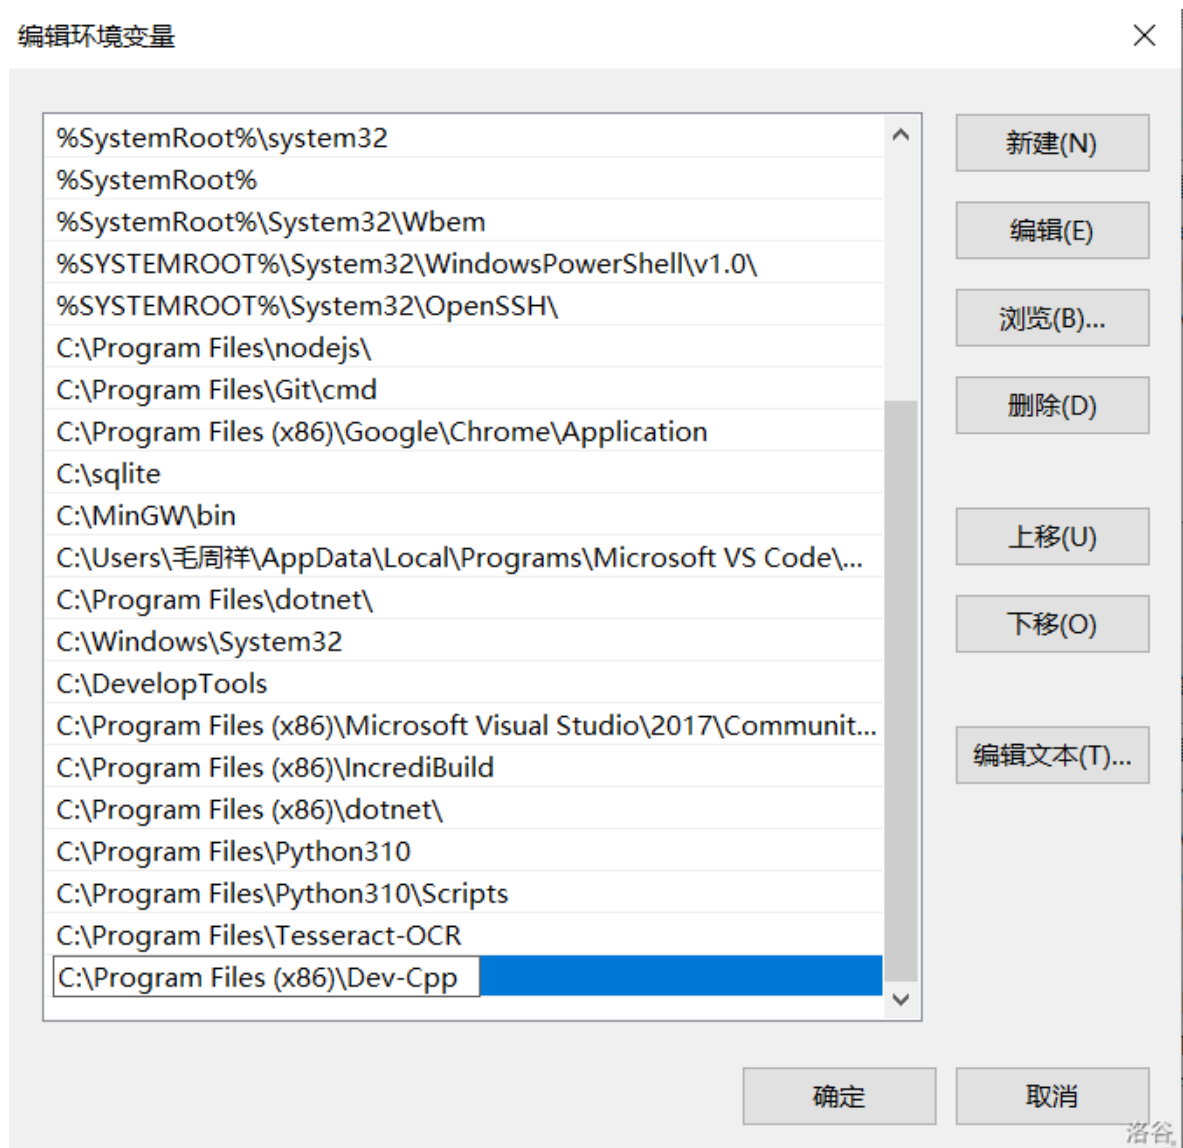 编辑环境变量
%SystemRoot%\system32
%SystemRoot%
%SystemRoot%\System32\Wbem
%SYSTEMROOT%\System32\WindowsPowerShell\v1.0\
%SYSTEMROOT%\System32\OpenSSH\
C:\Program Files\nodejs\
C:\Program Files\Git\cmd
C:\Program Files (x86)\Google\Chrome\Application
C:\sqlite
C:\MinGW\bin
C:\Users\毛周祥\AppData\Local\Programs\Microsoft VS Code\...
C:\Program Files\dotnet\
C:\Windows\System32
C:\DevelopTools
C:\Program Files (x86)\Microsoft Visual Studio\2017\Communit...
C:\Program Files (x86)\IncrediBuild
C:\Program Files (x86)\dotnet\
C:\Program Files\Python310
C:\Program Files\Python310\Scripts
C:\Program Files\Tesseract-OCR
C:\Program Files (x86)\Dev-Cpp
新建(N)
编辑(E)
浏览(B)...
删除(D)
上移(U)
下移(O)
编辑文本(T)...
确定
取消
洛谷